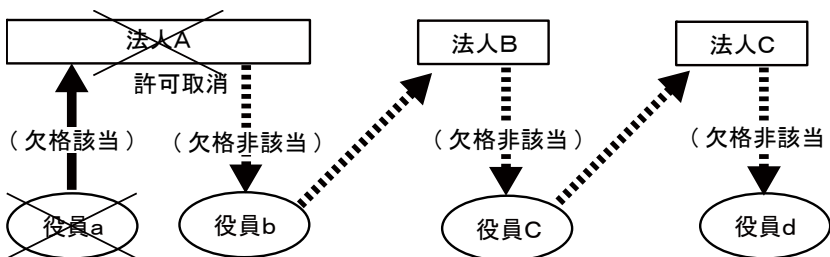 法人A
法人B
法人C
許可取消
（欠格該当）
（欠格非該当）
（欠格非該当）
（欠格非該当
役員a
役員b
役員C
役員d